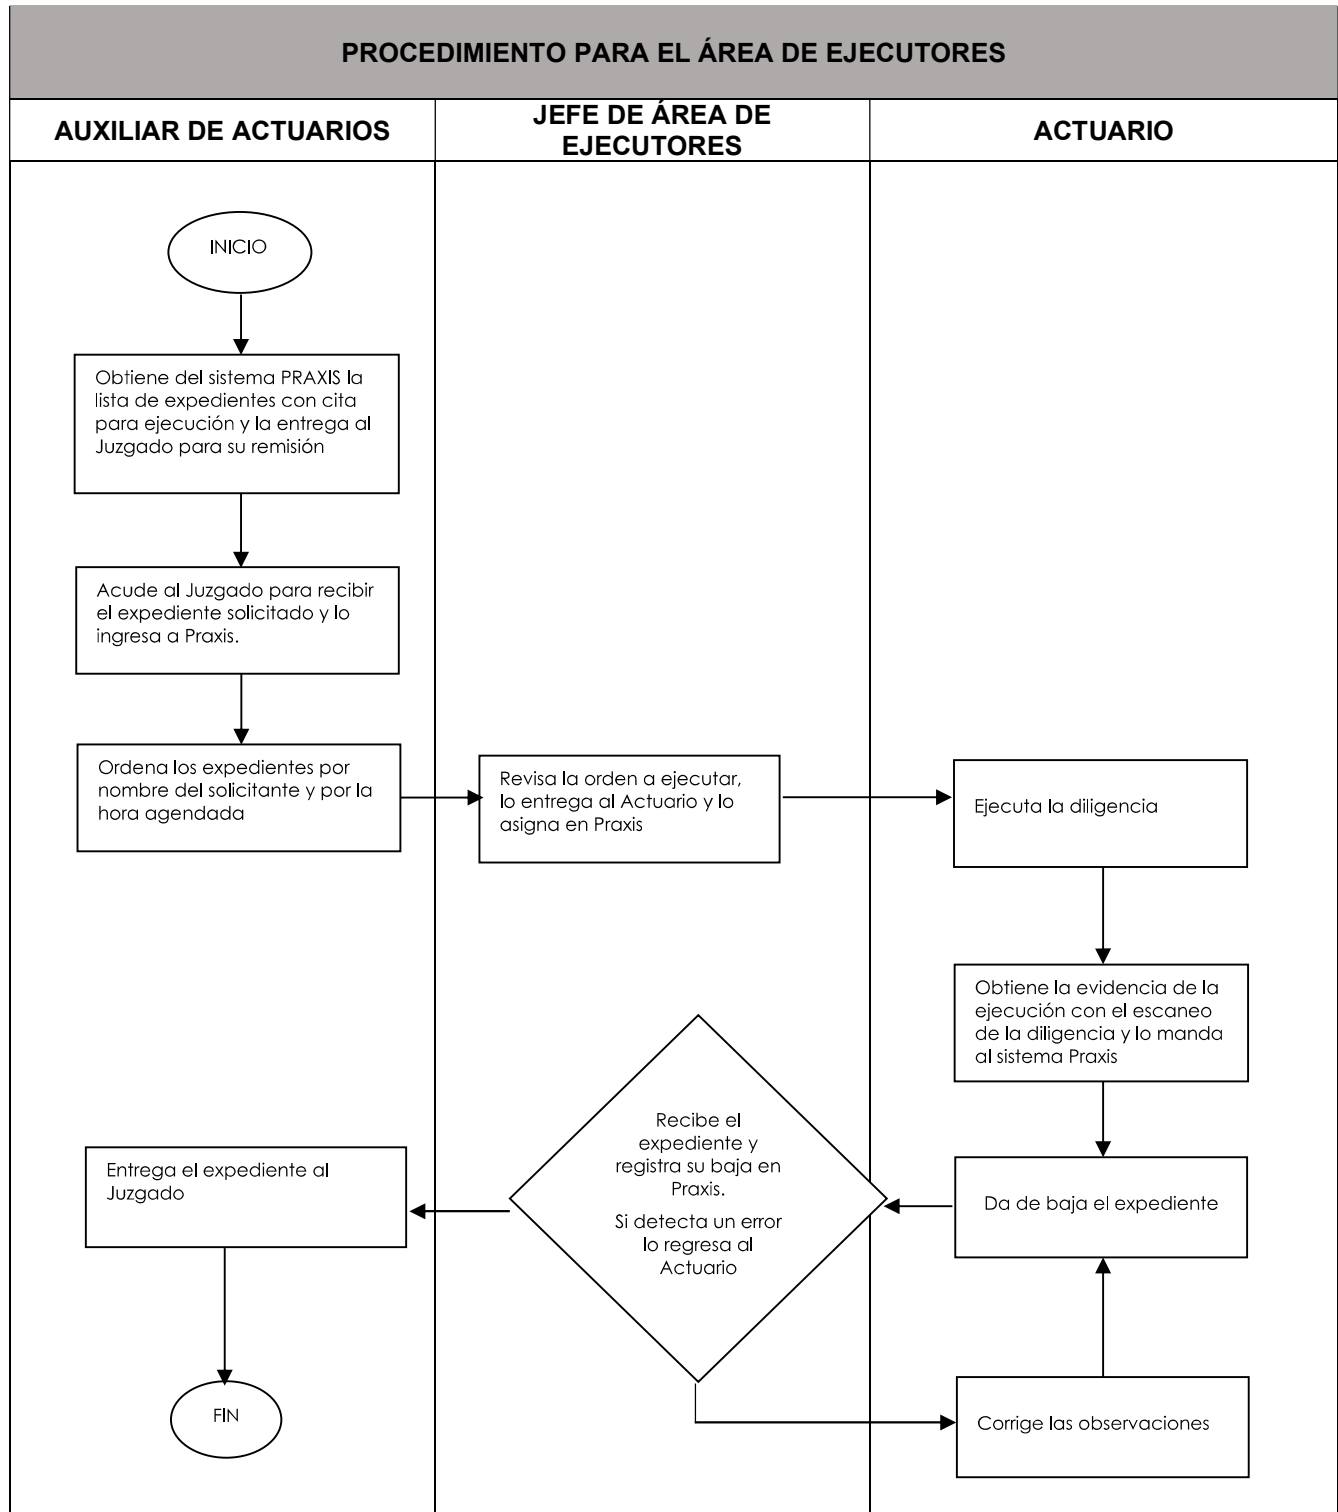 PROCEDIMIENTO PARA EL ÁREA DE EJECUTORES
AUXILIAR DE ACTUARIOS
JEFE DE ÁREA DE
EJECUTORES
ACTUARIO
INICIO
Obtiene del sistema PRAXIS la
lista de expedientes con cita
para ejecución y la entrega al
Juzgado para su remisión
Acude al Juzgado para recibir
el expediente solicitado y lo
ingresa a Praxis.
Ordena los expedientes por
nombre del solicitante y por la
hora agendada
Revisa la orden a ejecutar,
lo entrega al Actuario y lo
asigna en Praxis
Ejecuta la diligencia
Obtiene la evidencia de la
ejecución con el escaneo
de la diligencia y lo manda
al sistema Praxis
Da de baja el expediente
Recibe el
expediente y
registra su baja en
Praxis.
Si detecta un error
lo regresa al
Actuario
Entrega el expediente al
Juzgado
Corrige las observaciones
FIN